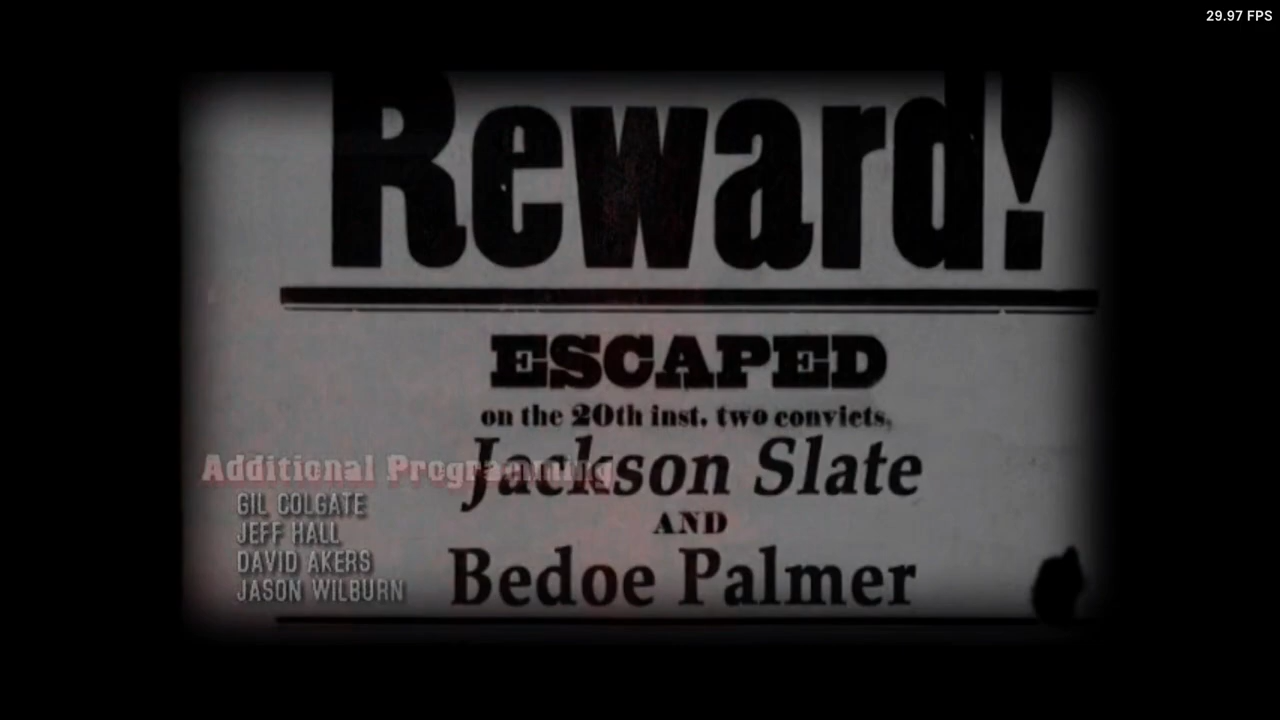 29.97 FPS
Reward!
ESCAPED
on the 20th inst. two convicts,
Jackson Slate
AND
Bedoe Palmer
Additional Programming
GIL COLGATE
JEFF HALL
DAVID AKERS
JASON WILBURN